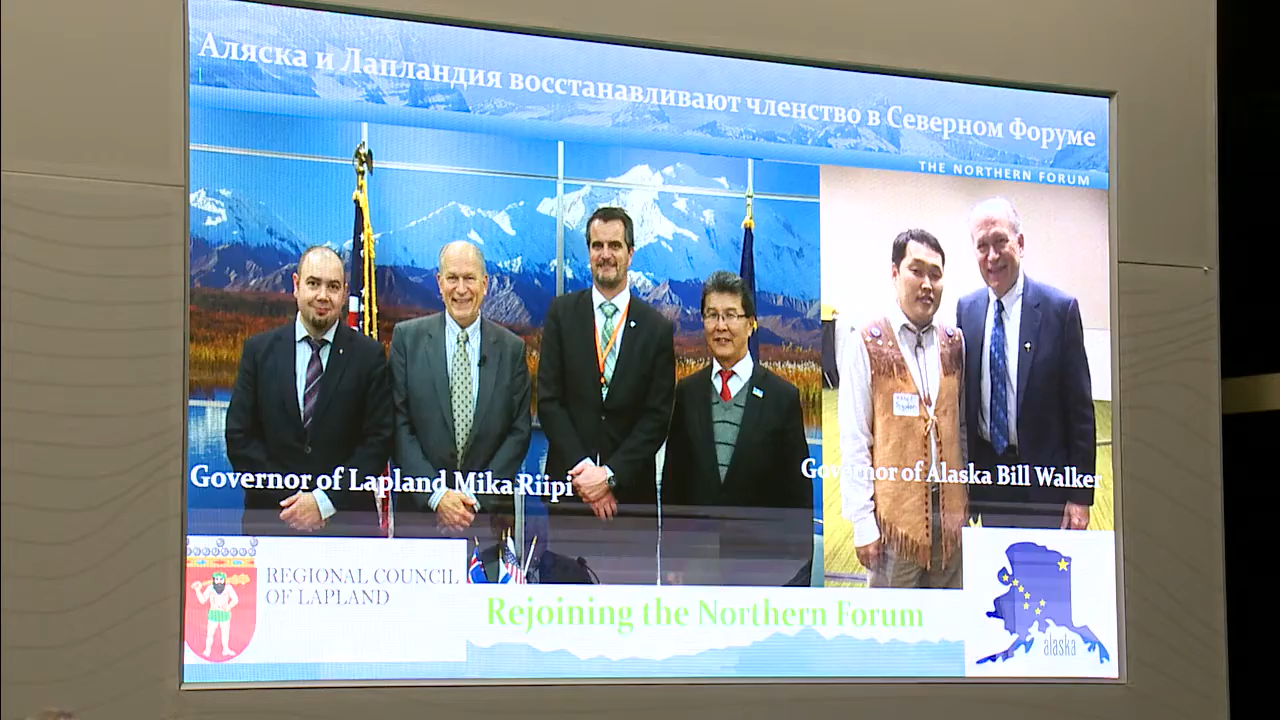 Аляска и Лапландия восстанавливают членство в Северном Форуме
THE NORTHERN FORUM
Governor of Lapland Mika Riipi
Governor of Alaska Bill Walker
REGIONAL COUNCIL
OF LAPLAND
Rejoining the Northern Forum
alaska